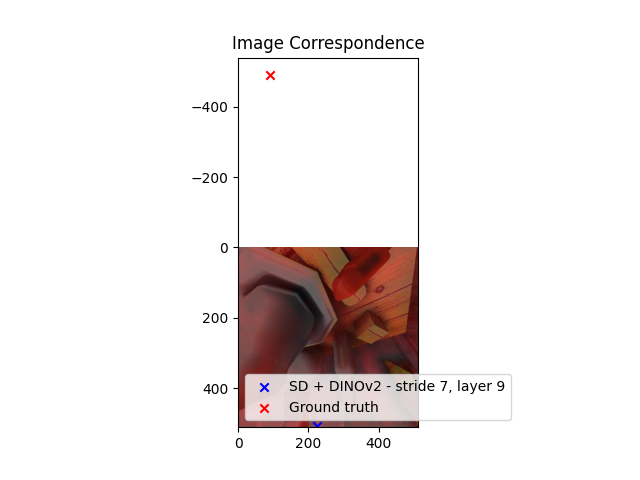 Image Correspondence
−400
−200
0
200
400
SD + DINOv2 - stride 7, layer 9
Ground truth
0 200 400